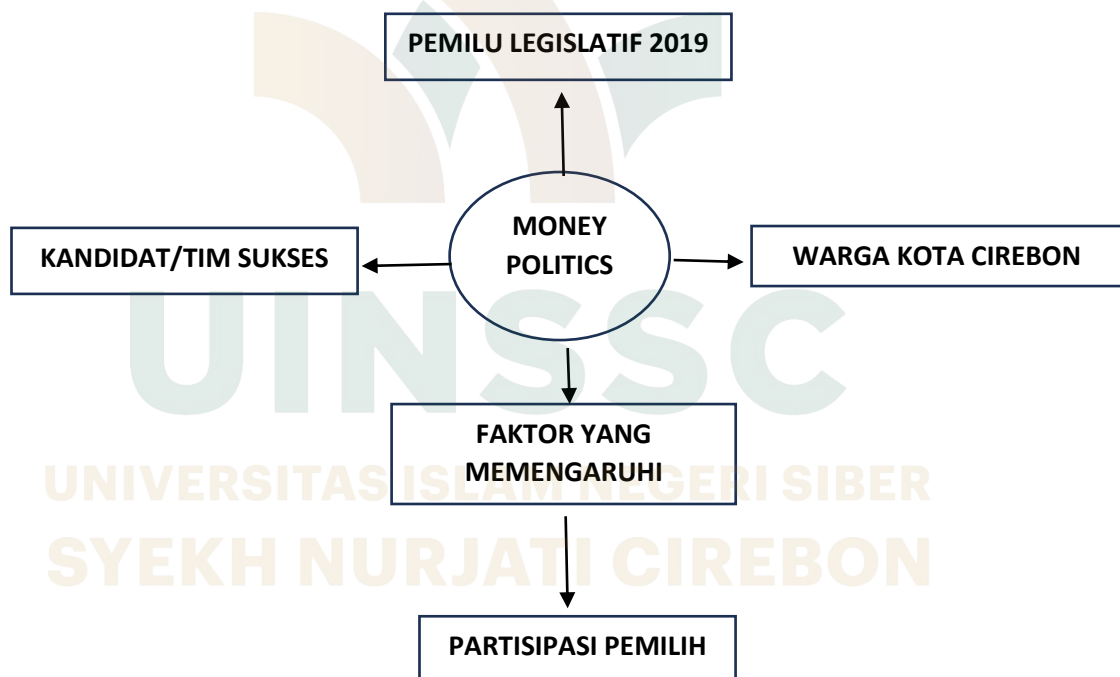 PEMILU LEGISLATIF 2019
MONEY
POLITICS
KANDIDAT/TIM SUKSES
WARGA KOTA CIREBON
UINSSC
FAKTOR YANG
MEMENGARUHI
UNIVERSITAS ISLAM NEGERI SIBER
SYEKH NURJATI CIREBON
PARTISIPASI PEMILIH